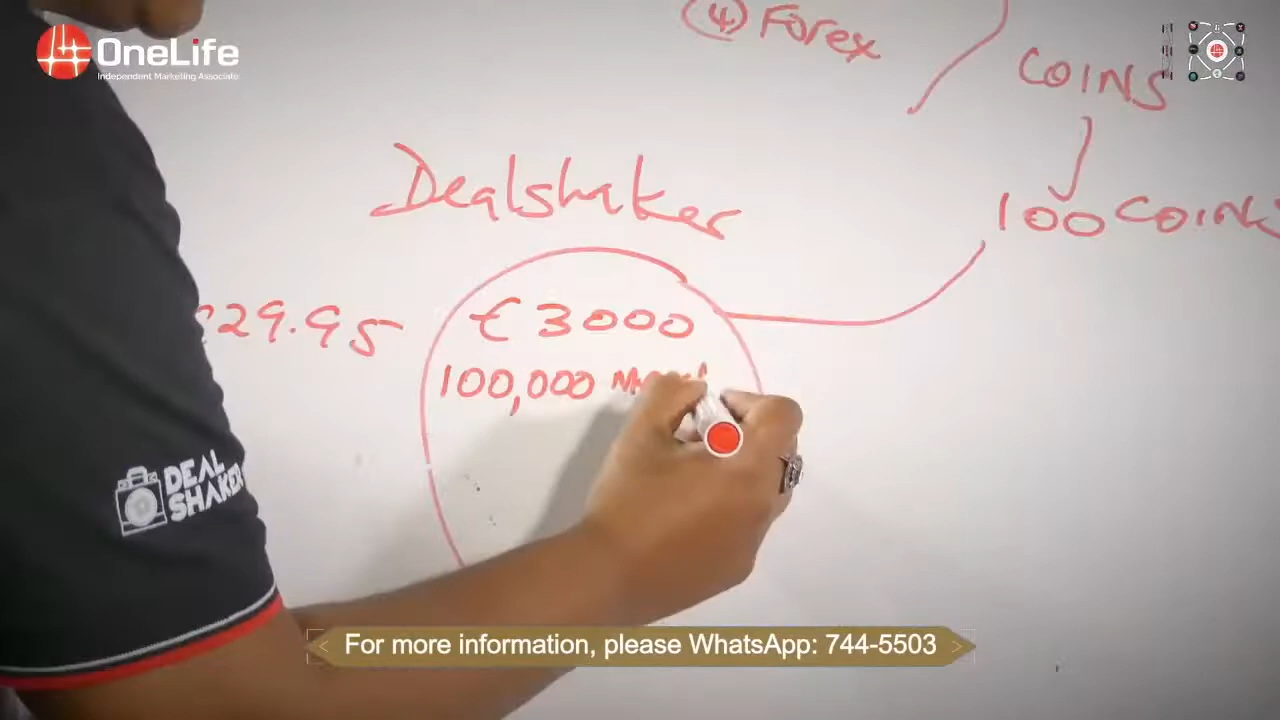 OneLife
Independent Marketing Associate
④ Forex
COINS
Dealshaker
100 COINS
29.95
€3000
100,000
DEAL
SHAKER
For more information, please WhatsApp: 744-5503